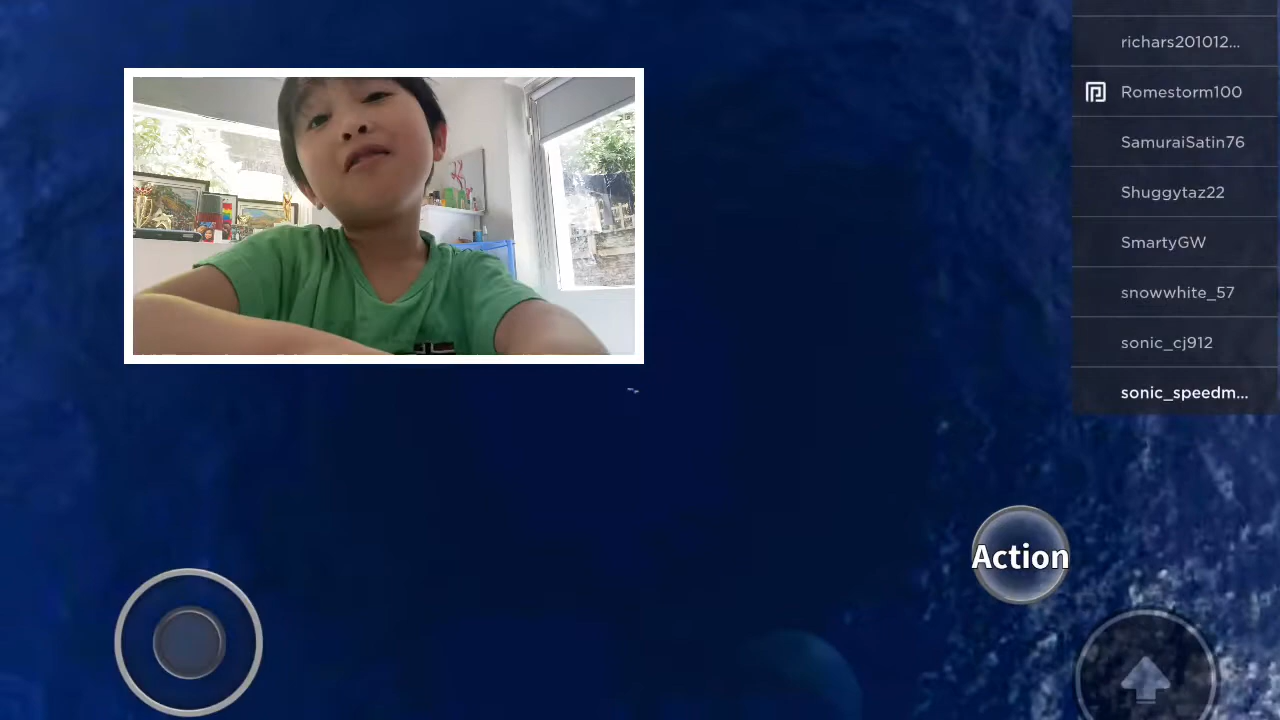 richars201012...
Romestorm100
SamuraiSatin76
Shuggytaz22
SmartyGW
snowwhite_57
sonic_cj912
sonic_speedm...
Action